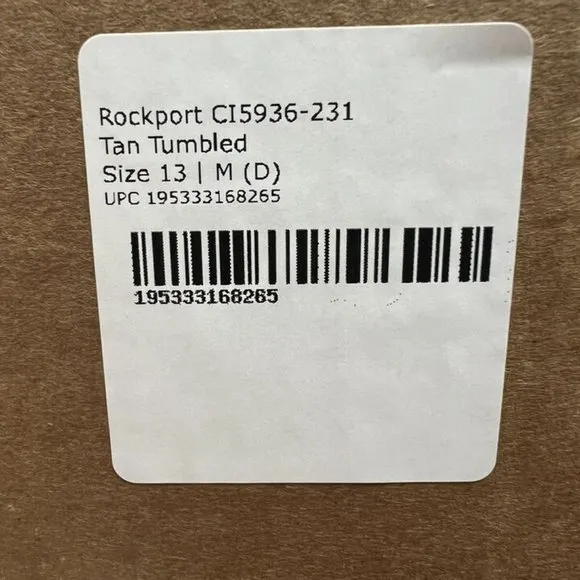 Rockport CI5936-231
Tan Tumbled
Size 13 | M (D)
UPC 195333168265
195333168265